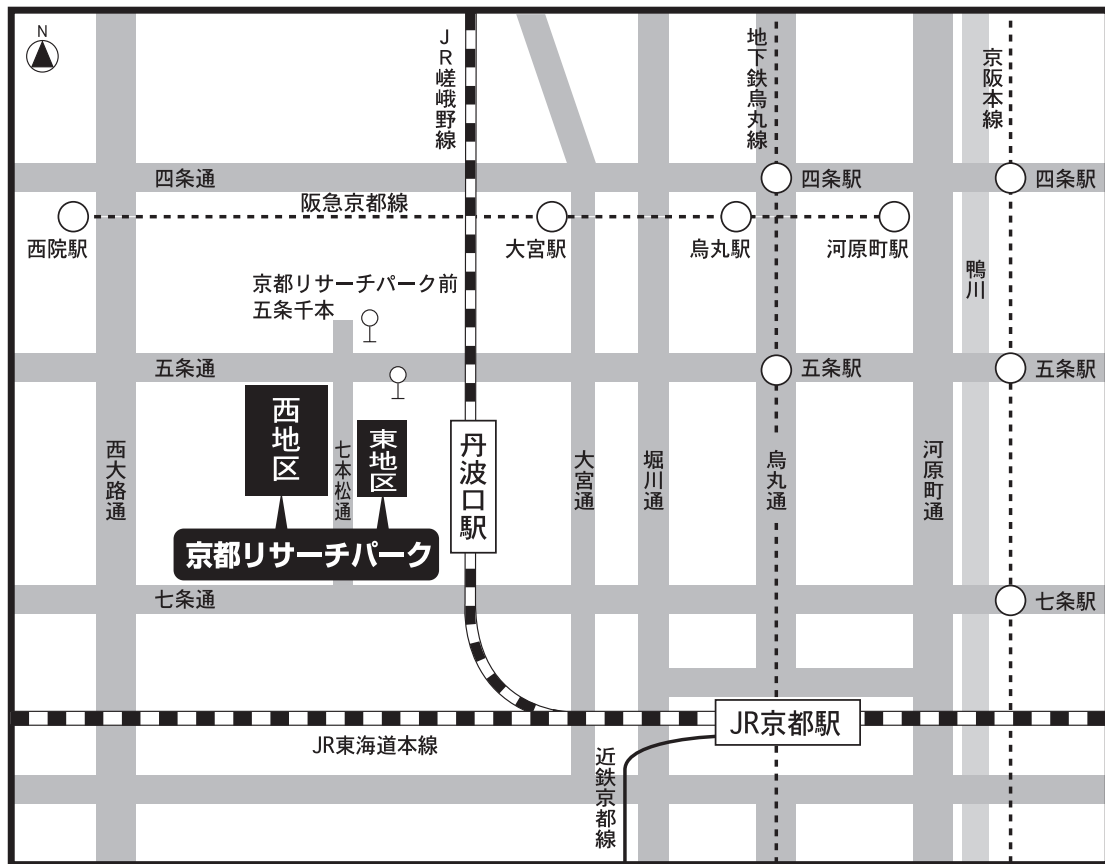 N
JR嵯峨野線
地下鉄烏丸線
京阪本線
四条通
四条駅
四条駅
阪急京都線
西院駅
大宮駅
烏丸駅
河原町駅
鴨川
京都リサーチパーク前
五条千本
五条通
五条駅
五条駅
西地区
東地区
七本松通
丹波口駅
西大路通
大宮通
堀川通
烏丸通
河原町通
京都リサーチパーク
七条通
七条駅
JR京都駅
JR東海道本線
近鉄京都線